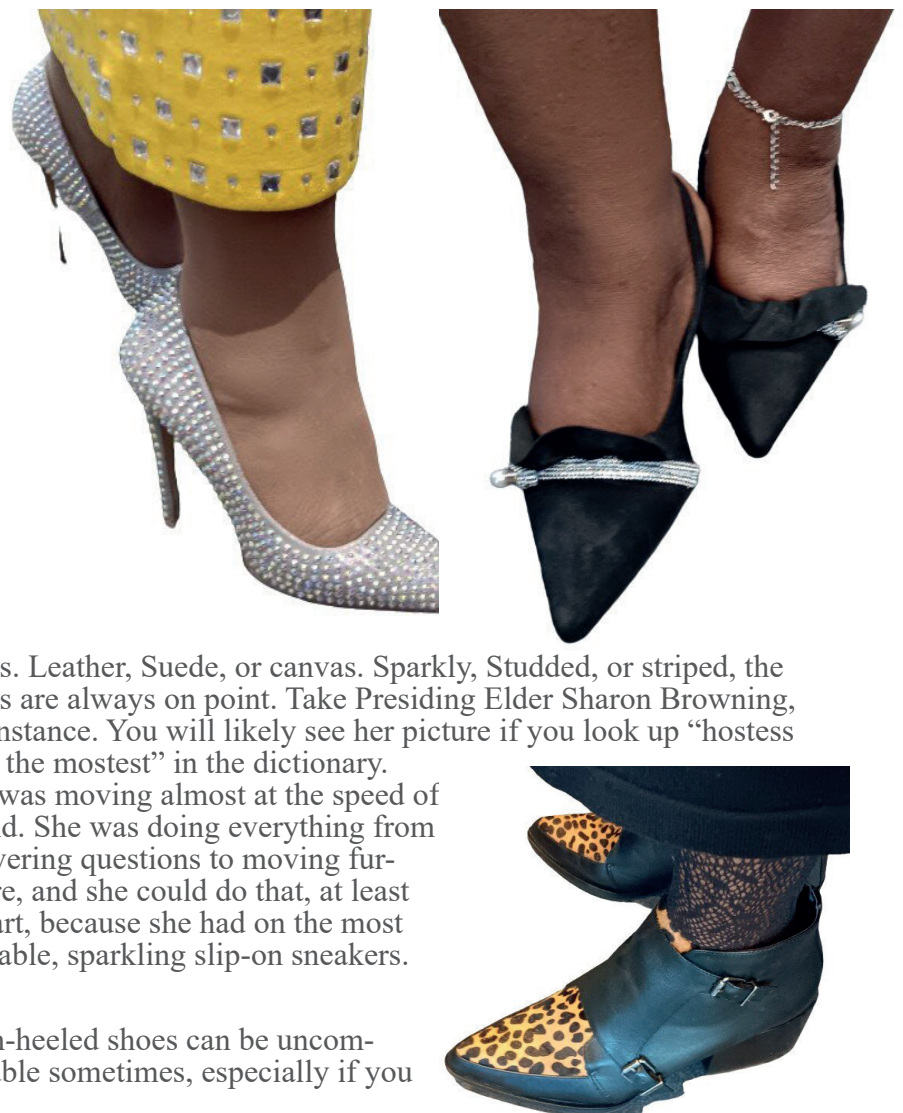 s. Leather, Suede, or canvas. Sparkly, Studded, or striped, the
s are always on point. Take Presiding Elder Sharon Browning,
nstance. You will likely see her picture if you look up “hostess
the mostest” in the dictionary.
was moving almost at the speed of
d. She was doing everything from
vering questions to moving fur-
re, and she could do that, at least
art, because she had on the most
able, sparkling slip-on sneakers.
n-heeled shoes can be uncom-
ble sometimes, especially if you